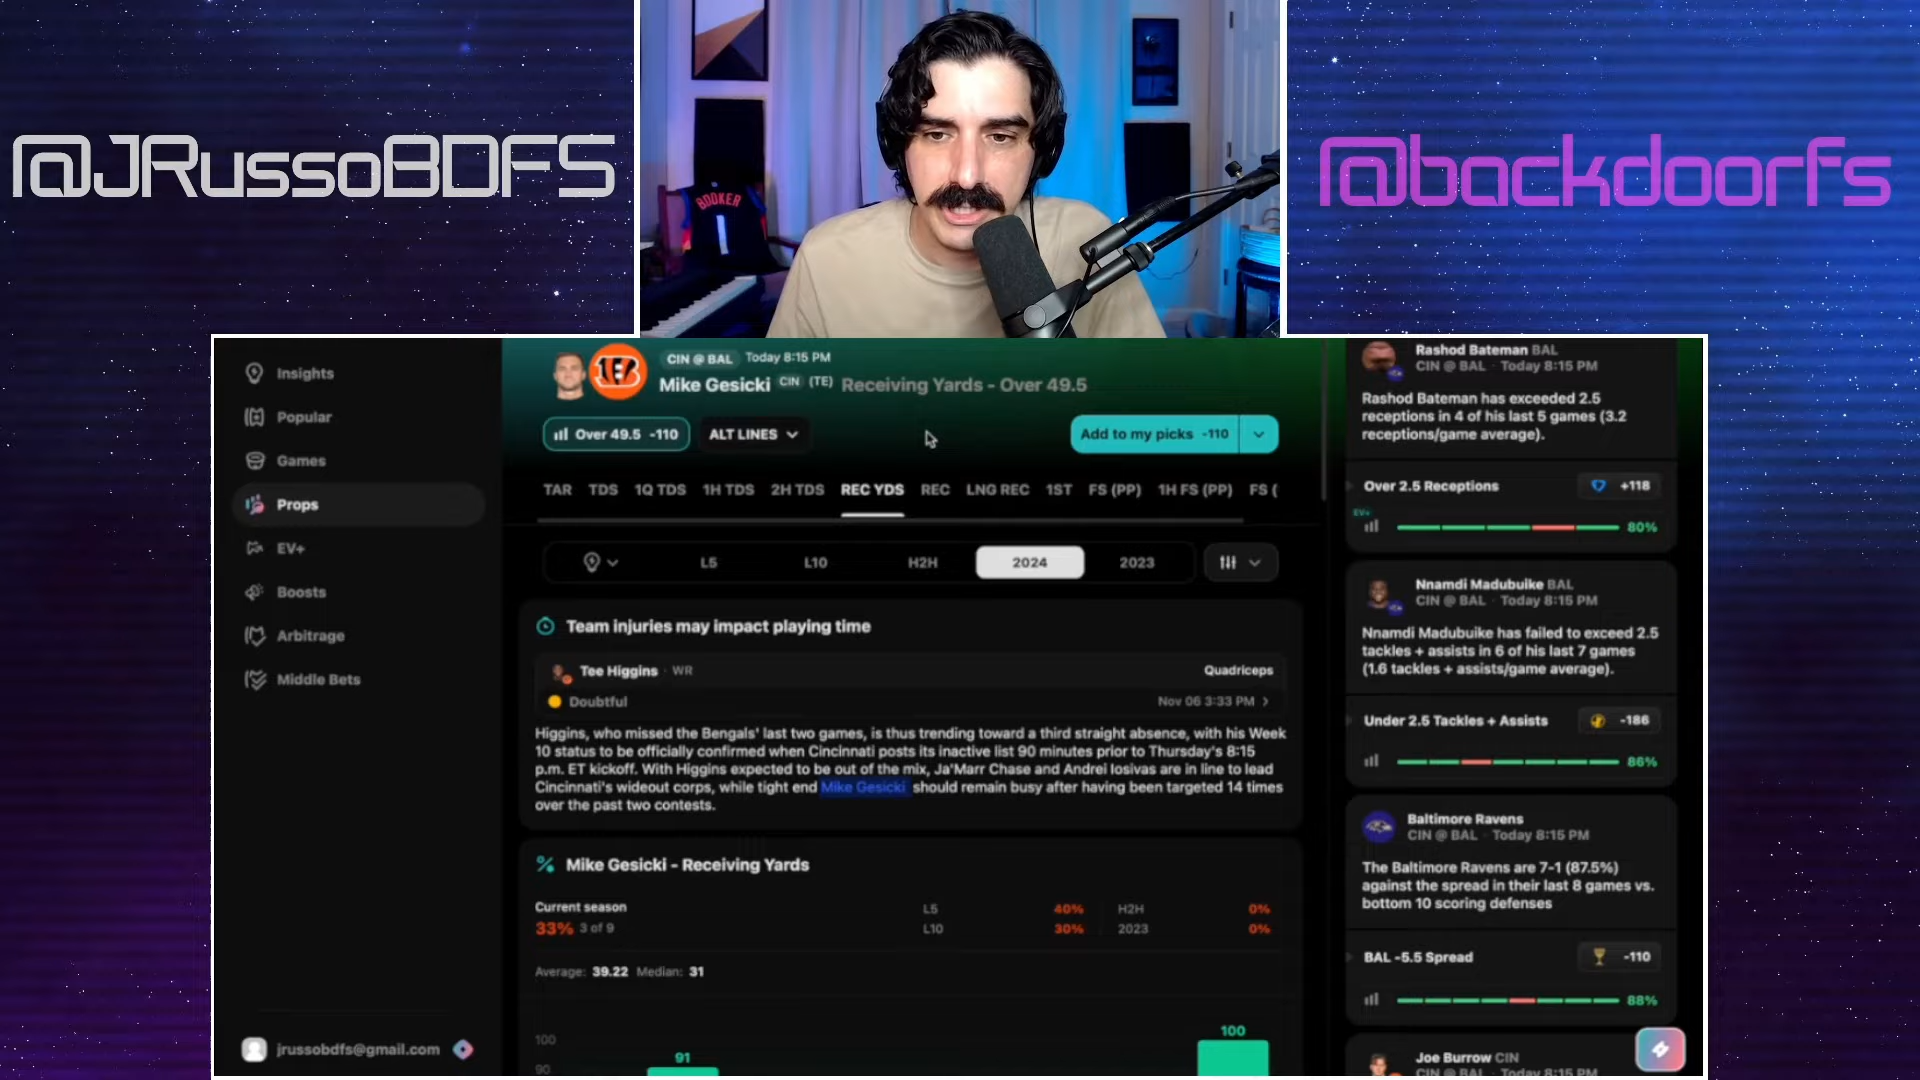 @JRussoBDFS
@backdoorfs
BOOKER
1
Insights
Popular
Games
Props
EV+
Boosts
Arbitrage
Middle Bets
jrussobdfs@gmail.com
CIN @ BAL Today 8:15 PM
Mike Gesicki CIN (TE) Receiving Yards - Over 49.5
Over 49.5 -110
ALT LINES
Add to my picks -110
TAR TDS 1Q TDS 1H TDS 2H TDS REC YDS REC LNG REC 1ST FS (PP) 1H FS (PP) FS (
L5 L10 H2H 2024 2023
Team injuries may impact playing time
Tee Higgins · WR
Quadriceps
Doubtful
Nov 06 3:33 PM >
Higgins, who missed the Bengals' last two games, is thus trending toward a third straight absence, with his Week
10 status to be officially confirmed when Cincinnati posts its inactive list 90 minutes prior to Thursday's 8:15
p.m. ET kickoff. With Higgins expected to be out of the mix, Ja'Marr Chase and Andrei Iosivas are in line to lead
Cincinnati's wideout corps, while tight end Mike Gesicki should remain busy after having been targeted 14 times
over the past two contests.
Mike Gesicki - Receiving Yards
Current season
33% 3 of 9
L5 40% H2H 0%
L10 30% 2023 0%
Average: 39.22 Median: 31
100
90
91
100
Rashod Bateman BAL
CIN @ BAL · Today 8:15 PM
Rashod Bateman has exceeded 2.5
receptions in 4 of his last 5 games (3.2
receptions/game average).
Over 2.5 Receptions
+118
EV+
80%
Nnamdi Madubuike BAL
CIN @ BAL · Today 8:15 PM
Nnamdi Madubuike has failed to exceed 2.5
tackles + assists in 6 of his last 7 games
(1.6 tackles + assists/game average).
Under 2.5 Tackles + Assists
-186
86%
Baltimore Ravens
CIN @ BAL · Today 8:15 PM
The Baltimore Ravens are 7-1 (87.5%)
against the spread in their last 8 games vs.
bottom 10 scoring defenses
BAL -5.5 Spread
-110
88%
Joe Burrow CIN
CIN @ BAL · Today 8:15 PM